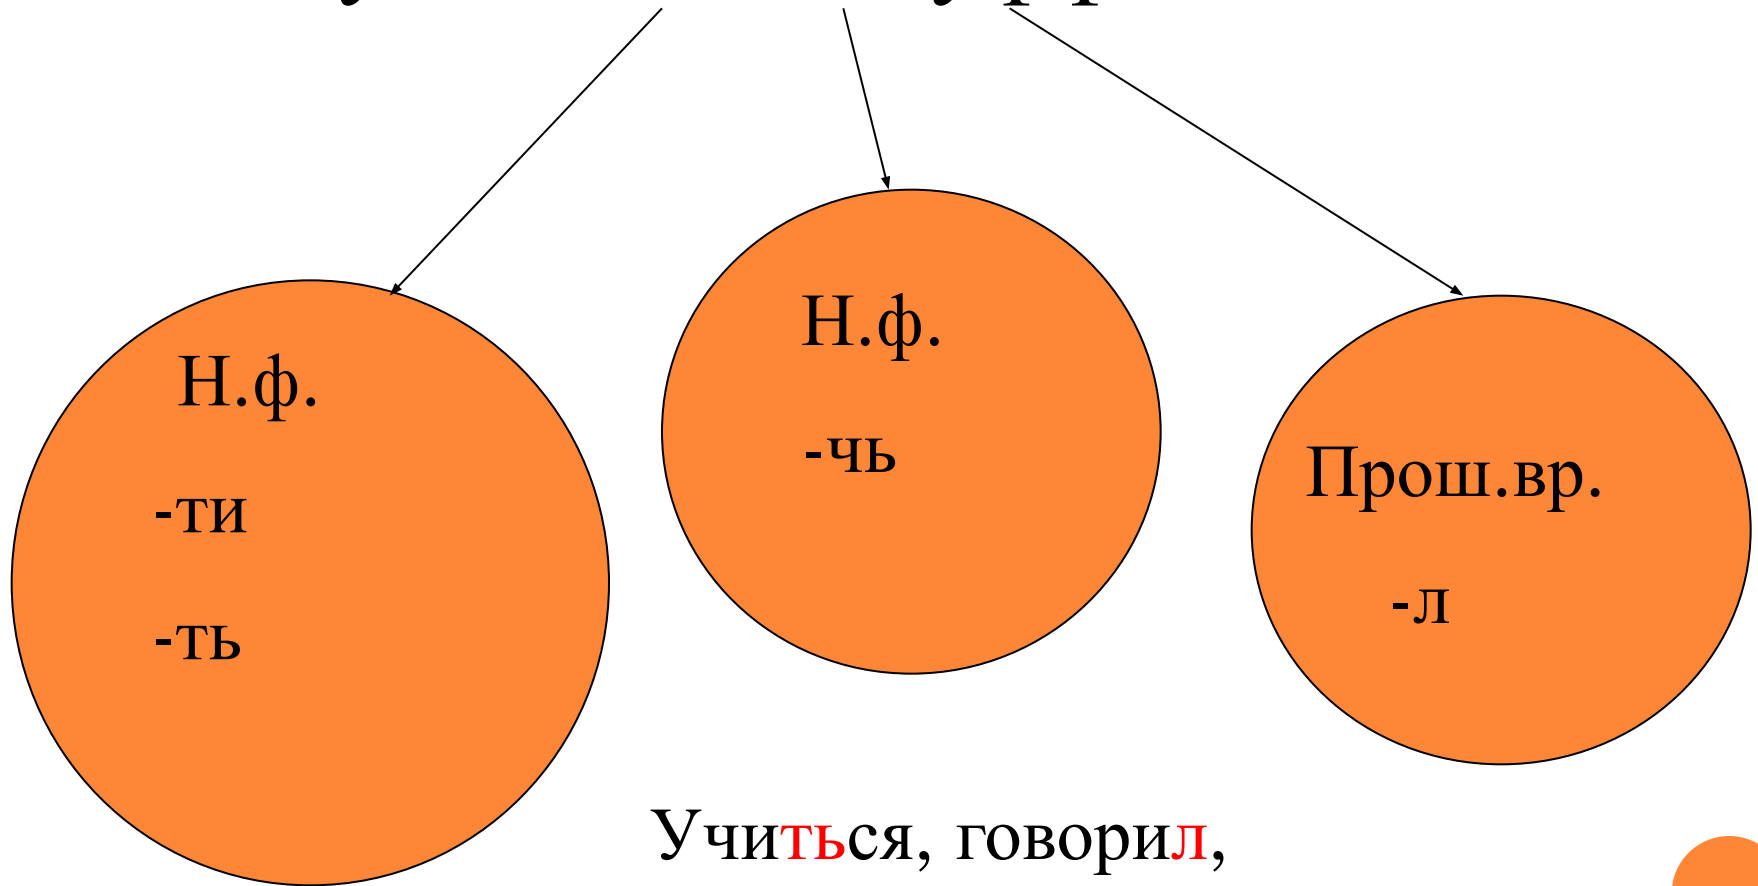 Н.ф.
-ти
-ть
Н.ф.
-чь
Прош.вр.
-л
Учиться, говорил,